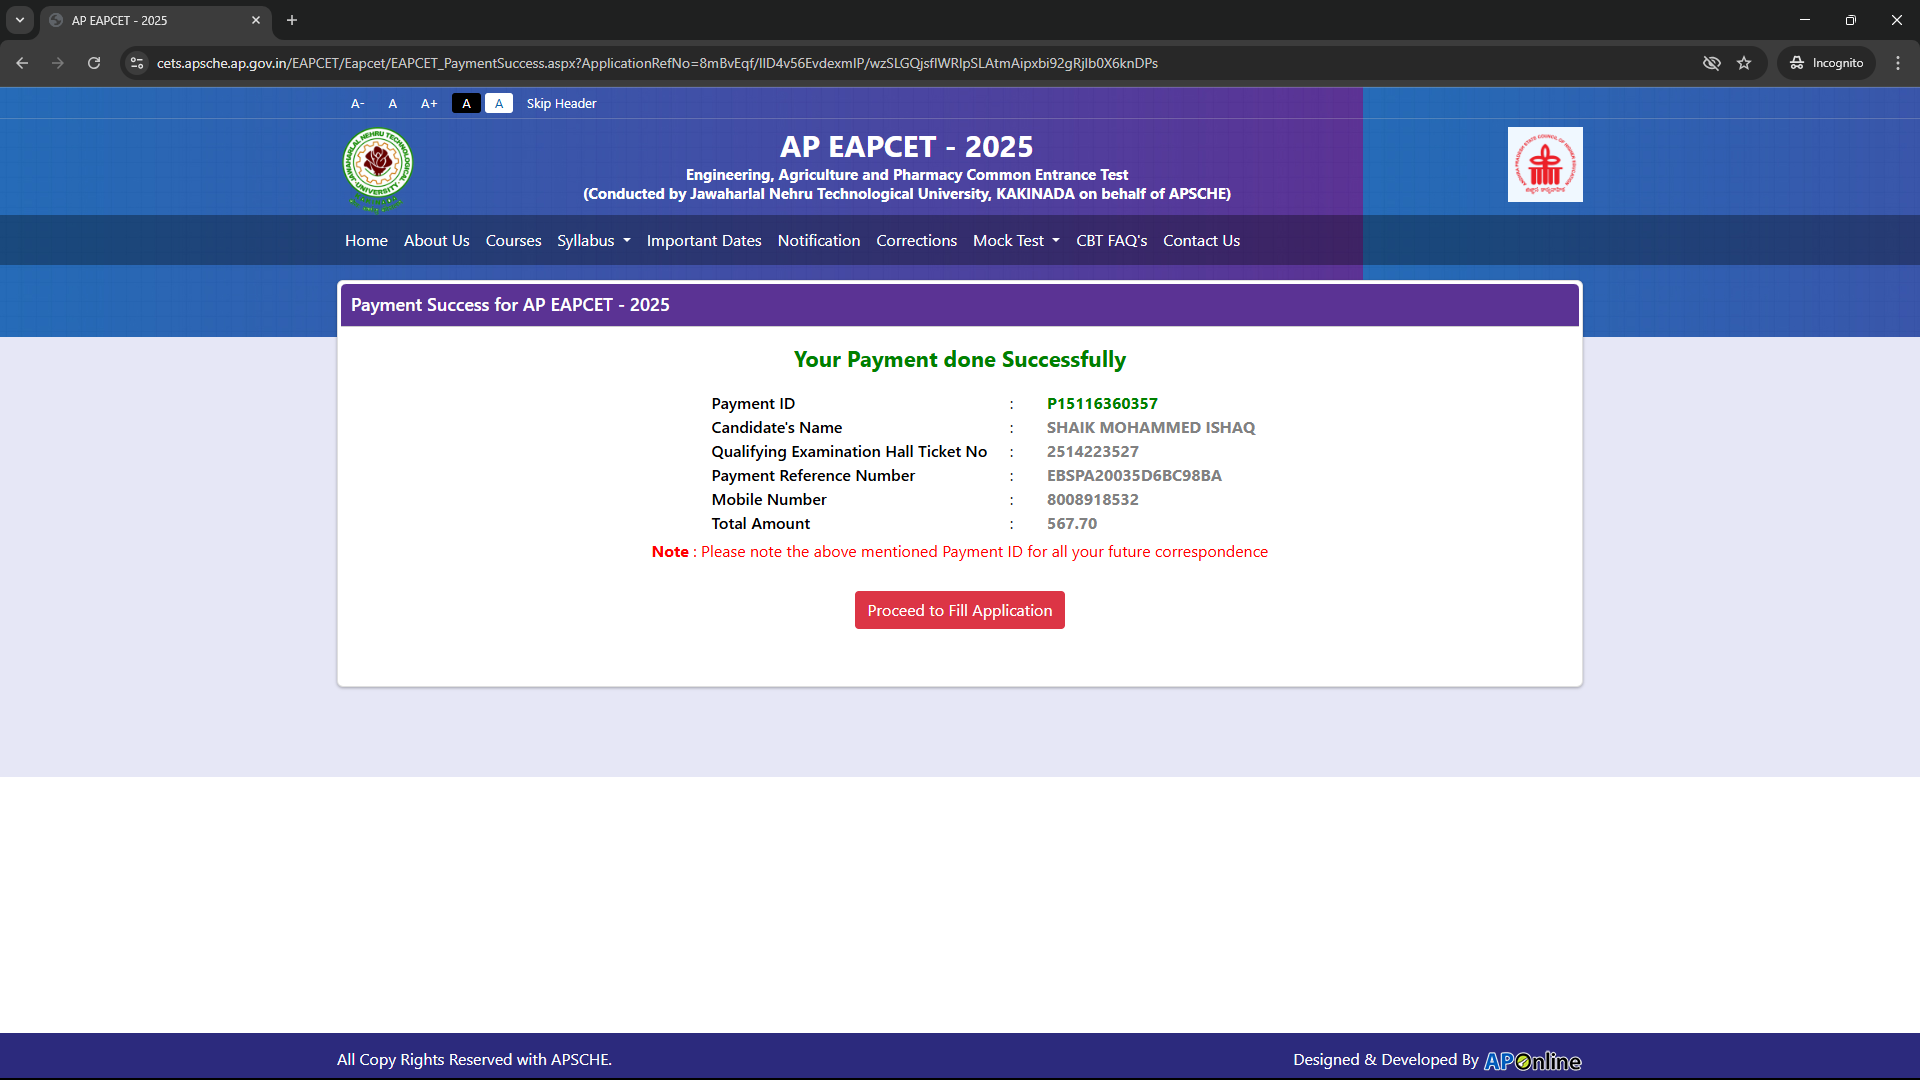 AP EAPCET - 2025
cets.apsche.ap.gov.in/EAPCET/Eapcet/EAPCET_PaymentSuccess.aspx?ApplicationRefNo=8mBvEqf/IID4v56EvdexmIP/wzSLGQjsfIWRlpSLAtmAipxbi92gRjIb0X6knDPs
Incognito
A- A A+ A A Skip Header
AP EAPCET - 2025
Engineering, Agriculture and Pharmacy Common Entrance Test
(Conducted by Jawaharlal Nehru Technological University, KAKINADA on behalf of APSCHE)
Home About Us Courses Syllabus Important Dates Notification Corrections Mock Test CBT FAQ's Contact Us
Payment Success for AP EAPCET - 2025
Your Payment done Successfully
Payment ID : P15116360357
Candidate's Name : SHAIK MOHAMMED ISHAQ
Qualifying Examination Hall Ticket No : 2514223527
Payment Reference Number : EBSPA20035D6BC98BA
Mobile Number : 8008918532
Total Amount : 567.70
Note : Please note the above mentioned Payment ID for all your future correspondence
Proceed to Fill Application
All Copy Rights Reserved with APSCHE.
Designed & Developed By APOnline